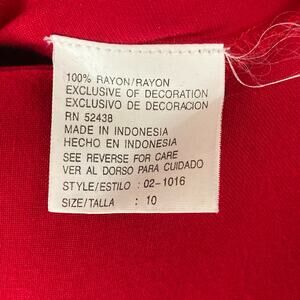 100% RAYON/RAYON
EXCLUSIVE OF DECORATION
EXCLUSIVO DE DECORACION
RN 52438
MADE IN INDONESIA
HECHO EN INDONESIA
SEE REVERSE FOR CARE
VER AL DORSO PARA CUIDADO
STYLE/ESTILO : 02-1016
SIZE/TALLA : 10